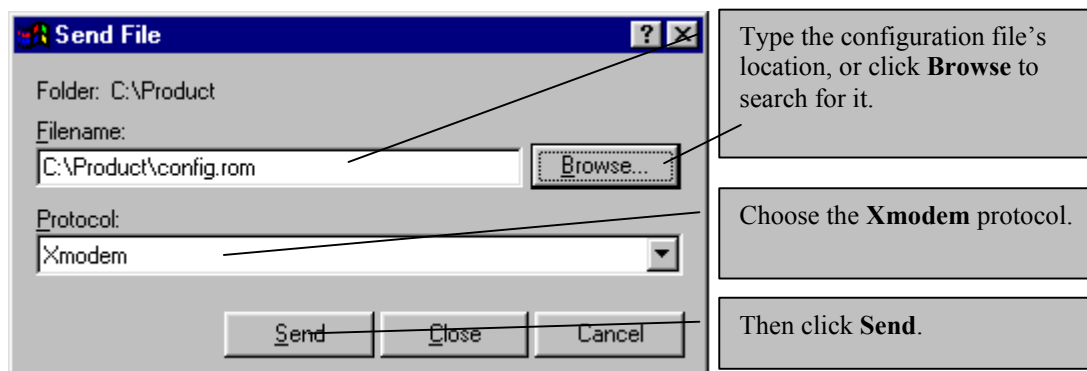 Send File
Folder: C:\Product
Filename:
C:\Product\config.rom
Browse...
Protocol:
Xmodem
Send
Close
Cancel
Type the configuration file’s
location, or click Browse to
search for it.
Choose the Xmodem protocol.
Then click Send.